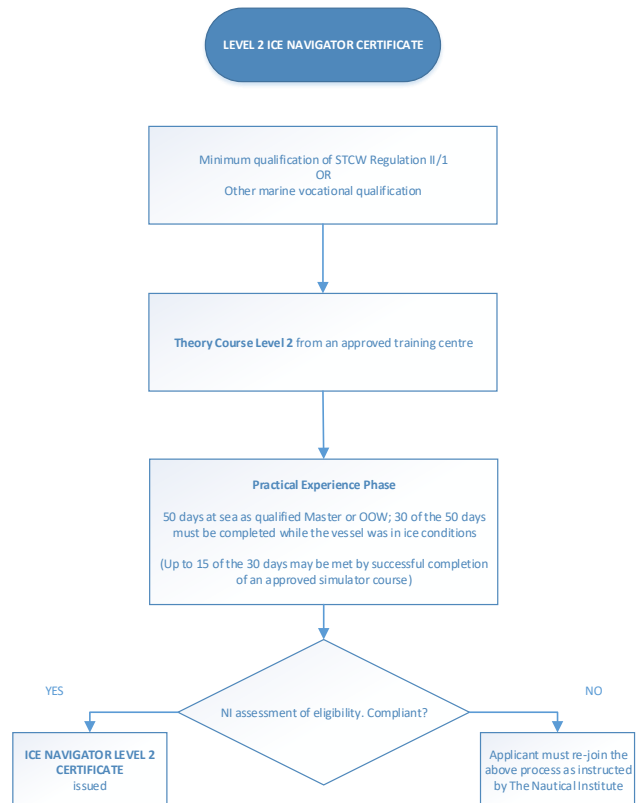 LEVEL 2 ICE NAVIGATOR CERTIFICATE
Minimum qualification of STCW Regulation II/1
OR
Other marine vocational qualification
Theory Course Level 2 from an approved training centre
Practical Experience Phase
50 days at sea as qualified Master or OOW; 30 of the 50 days
must be completed while the vessel was in ice conditions
(Up to 15 of the 30 days may be met by successful completion
of an approved simulator course)
YES
NO
NI assessment of eligibility. Compliant?
ICE NAVIGATOR LEVEL 2
CERTIFICATE
issued
Applicant must re-join the
above process as instructed
by The Nautical Institute